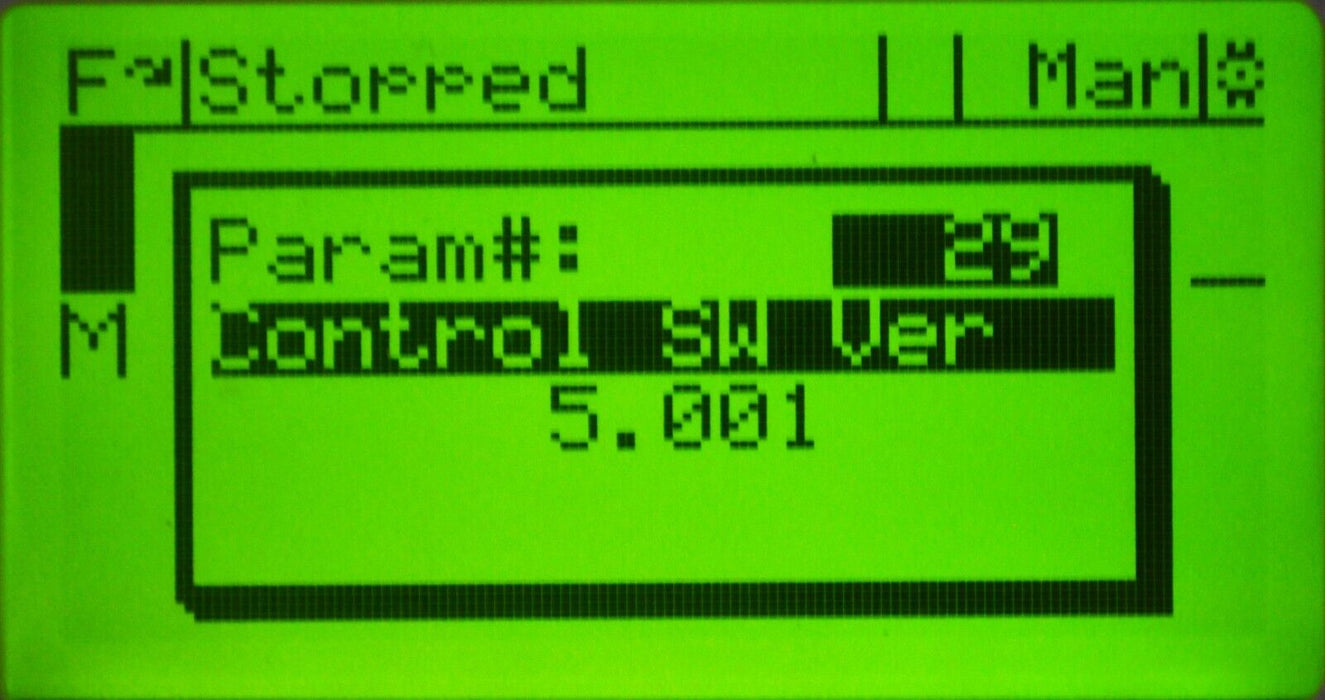 F Stopped Man
Param#: 29
Control SW Ver
5.001
M